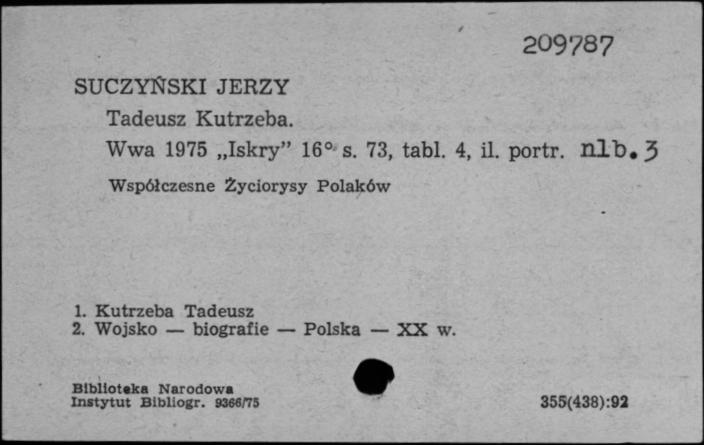 209787
SUCZYŃSKI JERZY
Tadeusz Kutrzeba.
Wwa 1975 „Iskry” 16° s. 73, tabl. 4, il. portr. nlb. 3
Współczesne Życiorysy Polaków
1. Kutrzeba Tadeusz
2. Wojsko — biografie — Polska — XX w.
Biblioteka Narodowa
Instytut Bibliogr. 9366/75
355(438):92